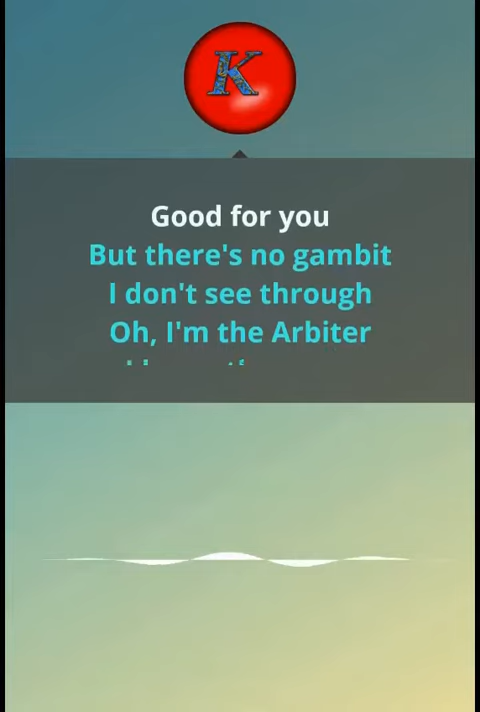 K
Good for you
But there's no gambit
I don't see through
Oh, I'm the Arbiter